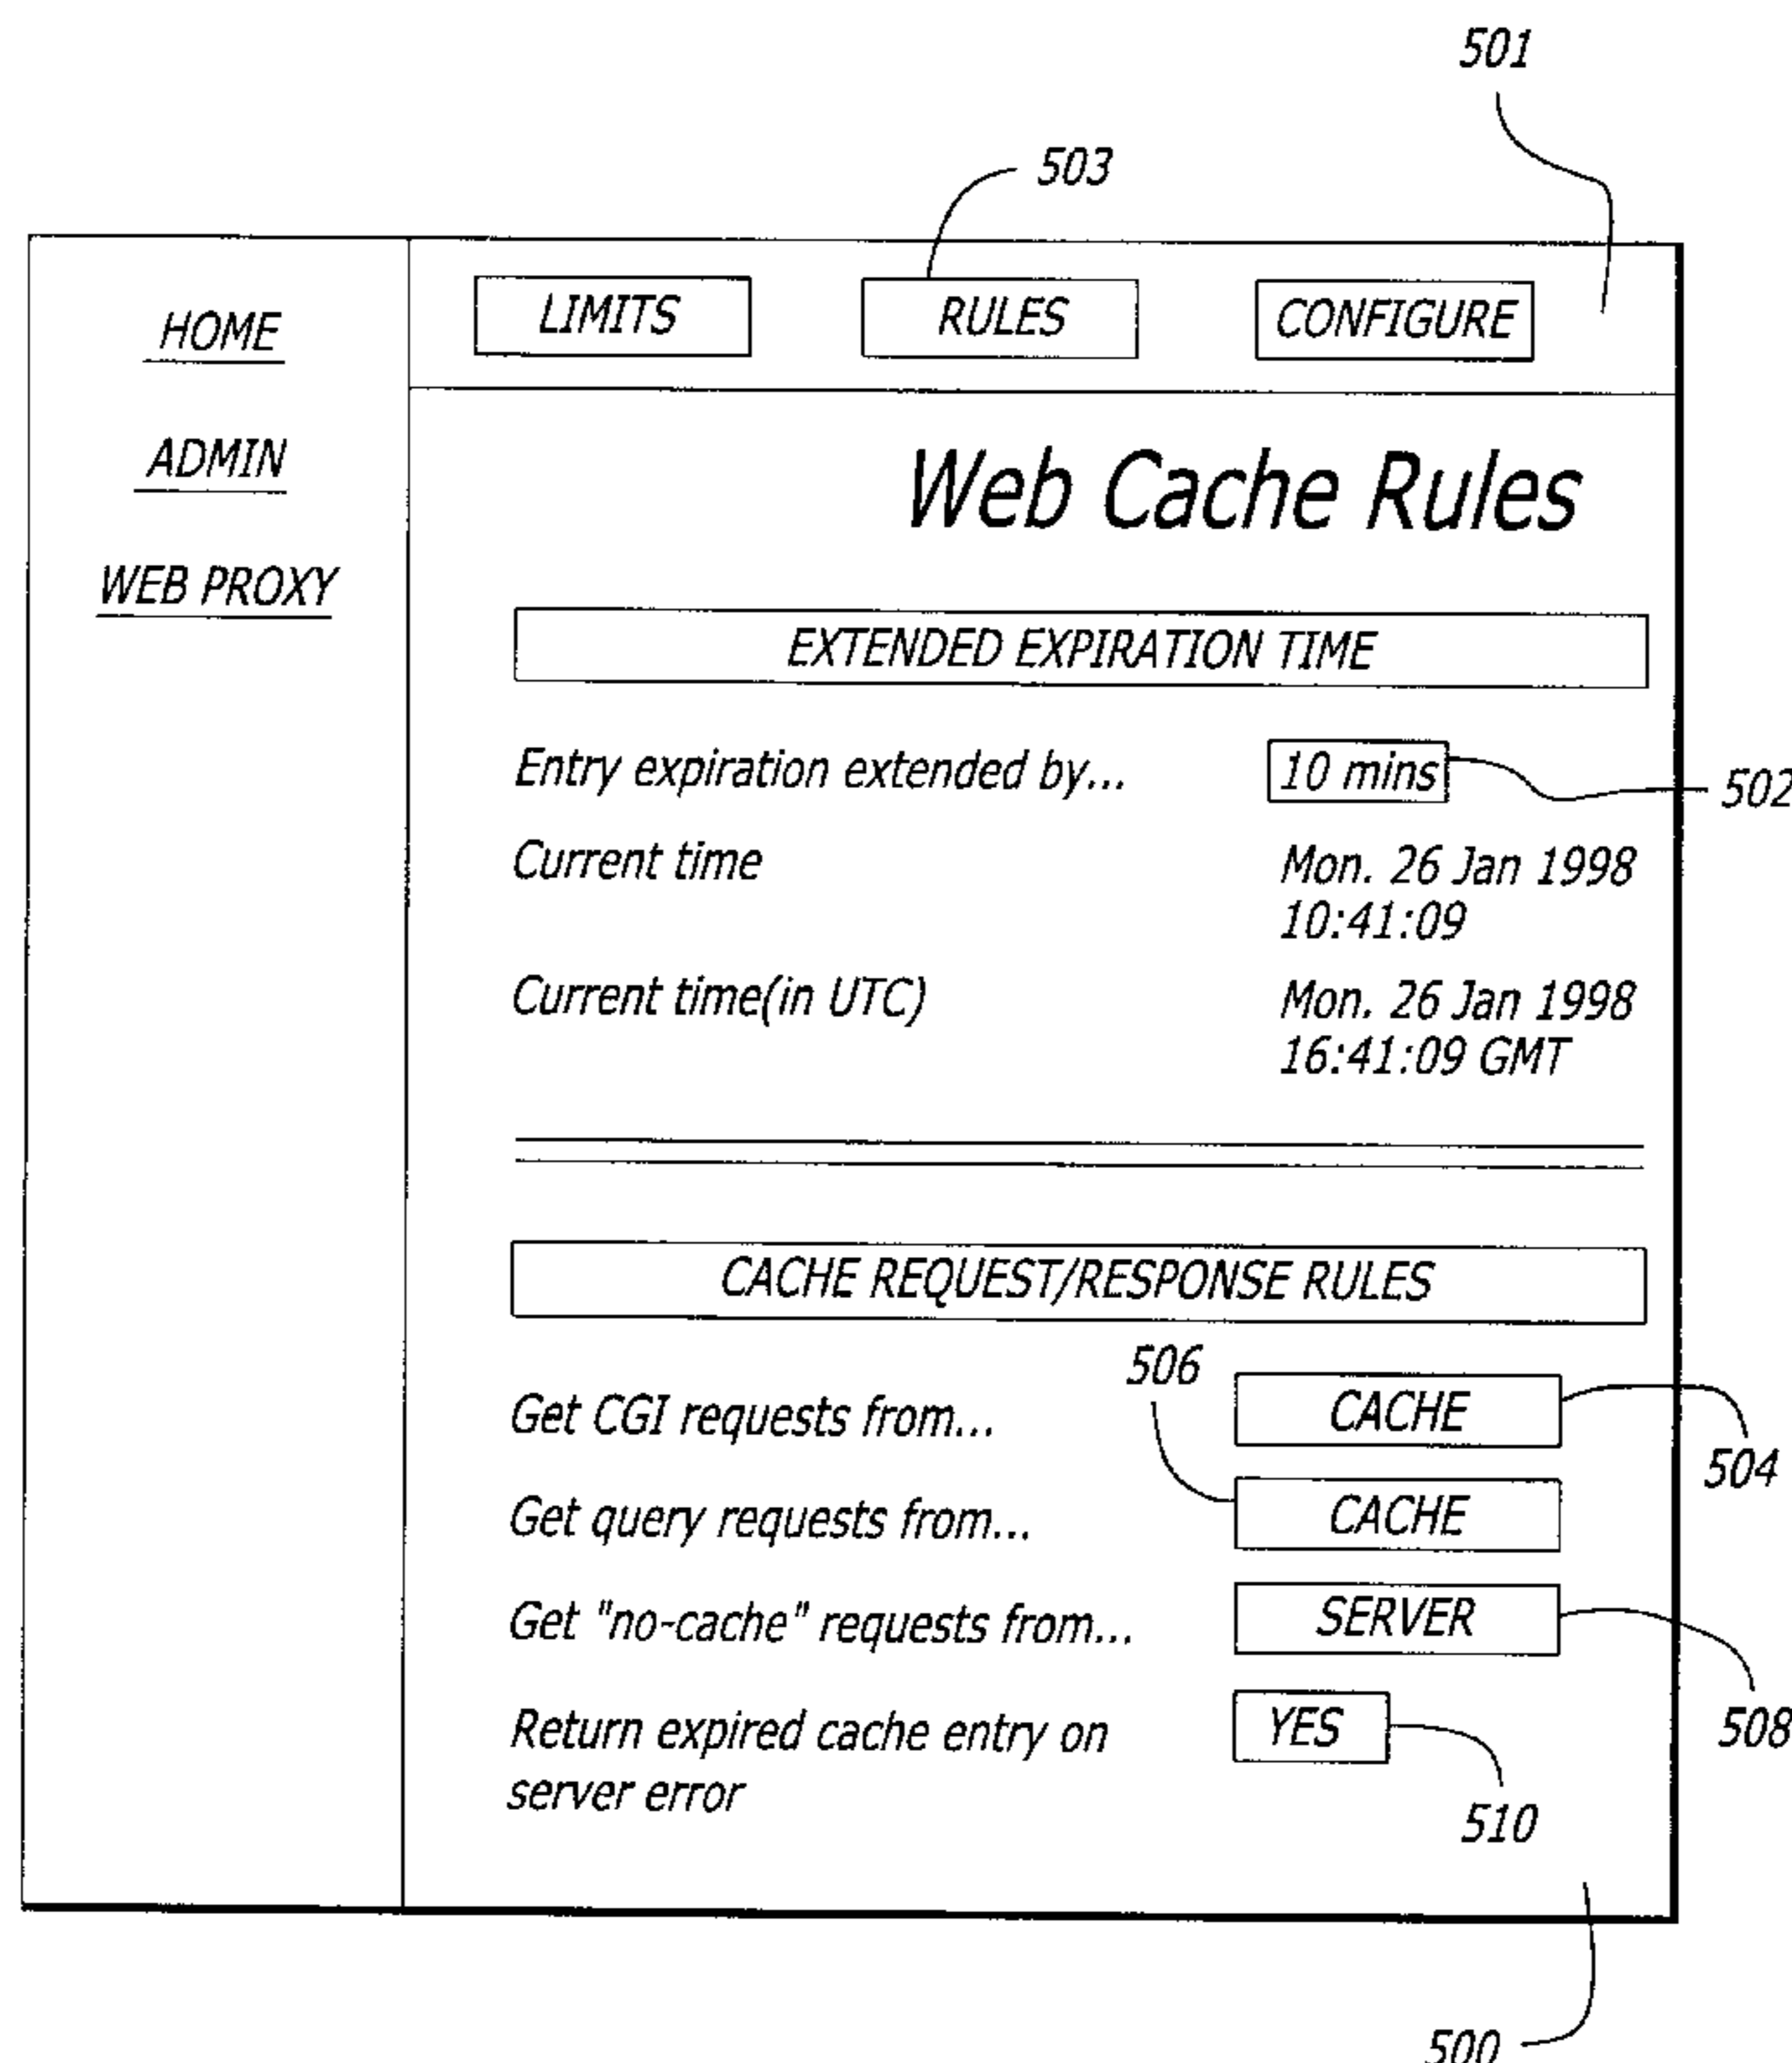 501
503
HOME
ADMIN
WEB PROXY
LIMITS
RULES
CONFIGURE
Web Cache Rules
EXTENDED EXPIRATION TIME
Entry expiration extended by...
10 mins
502
Current time
Mon. 26 Jan 1998
10:41:09
Current time(in UTC)
Mon. 26 Jan 1998
16:41:09 GMT
CACHE REQUEST/RESPONSE RULES
506
Get CGI requests from...
CACHE
504
Get query requests from...
CACHE
Get "no-cache" requests from...
SERVER
508
Return expired cache entry on
server error
YES
510
500